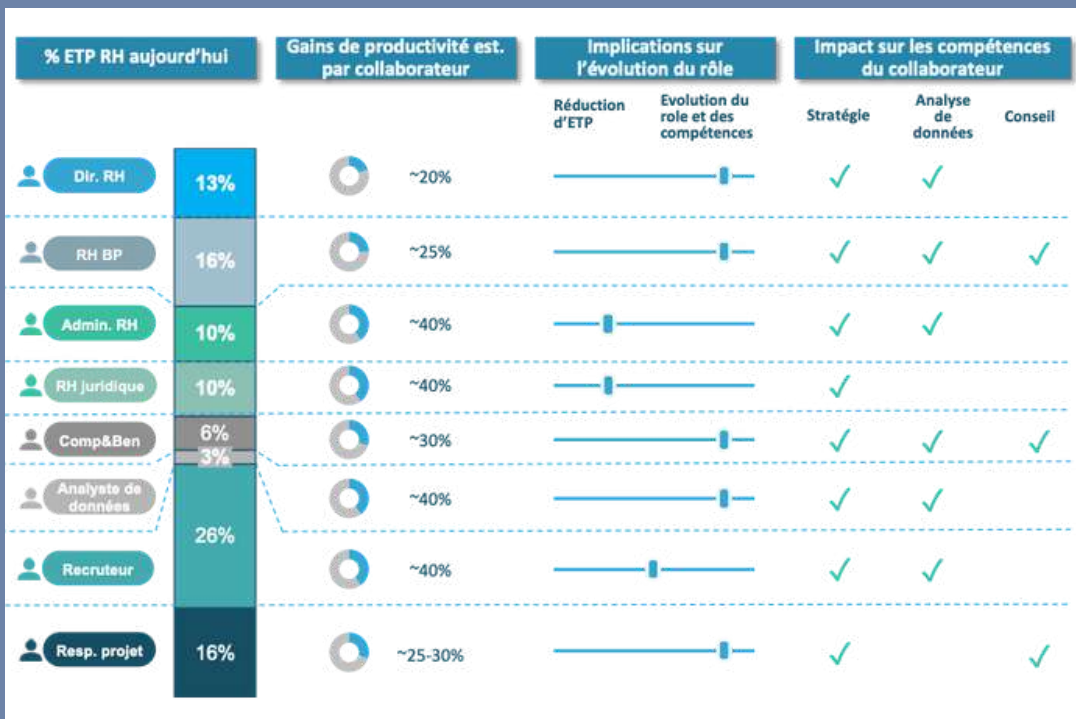 % ETP RH aujourd'hui
Gains de productivité est.
par collaborateur
Implications sur
l'évolution du rôle
Impact sur les compétences
du collaborateur
Réduction
d'ETP
Evolution du
role et des
compétences
Stratégie
Analyse
de
données
Conseil
Dir. RH
13%
~20%
RH BP
16%
~25%
Admin. RH
10%
~40%
RH juridique
10%
~40%
Comp&Ben
6%
~30%
3%
Analyste de
données
~40%
26%
Recruteur
~40%
Resp. projet
16%
~25-30%